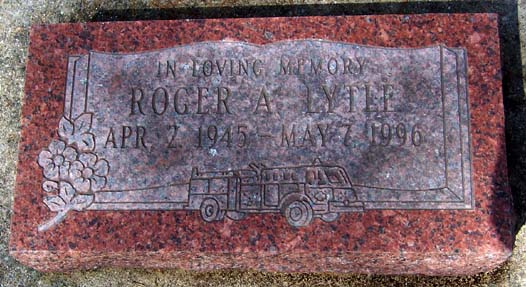 IN LOVING MEMORY
ROGER A. LYTLE
APR. 2, 1945 - MAY 7, 1996